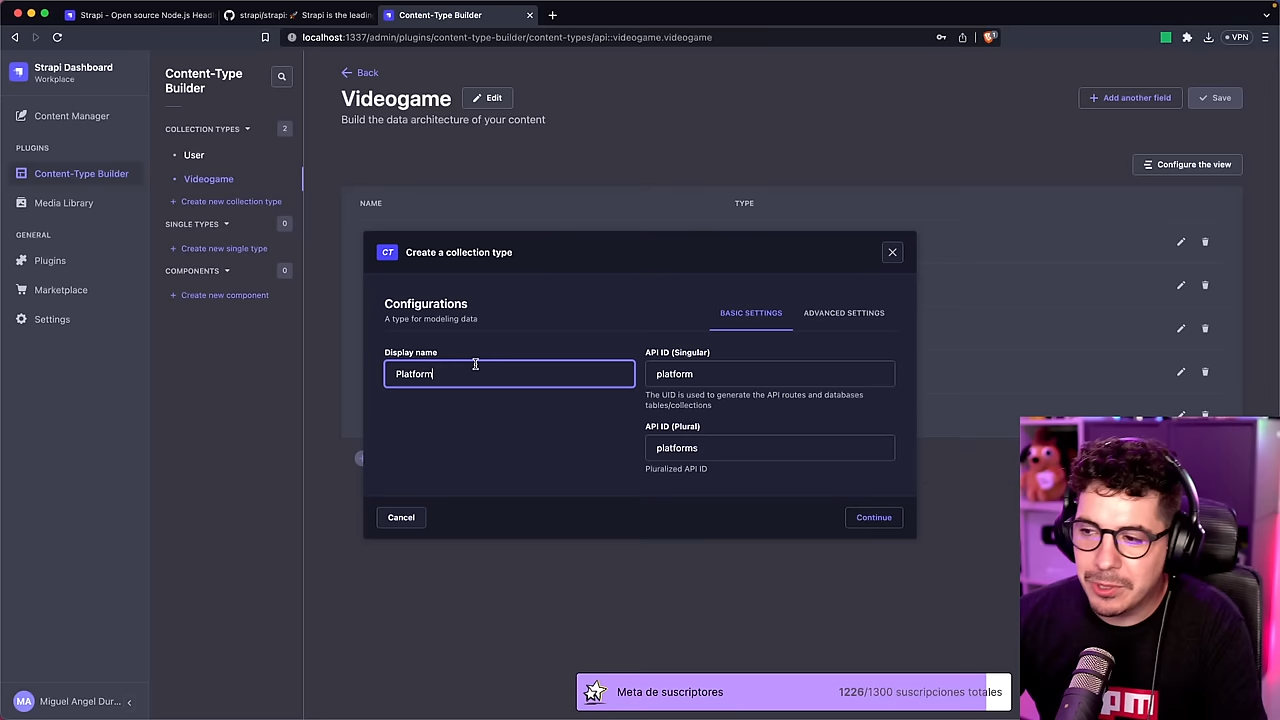 Strapi - Open source Node.js Head
strapi/strapi: 🚀 Strapi is the leadin
Content-Type Builder
localhost:1337/admin/plugins/content-type-builder/content-types/api::videogame.videogame
VPN
Strapi Dashboard
Workplace
Content Manager
PLUGINS
Content-Type Builder
Media Library
GENERAL
Plugins
Marketplace
Settings
MA
Miguel Angel Dur...
Content-Type
Builder
COLLECTION TYPES
2
User
Videogame
Create new collection type
SINGLE TYPES
0
Create new single type
COMPONENTS
0
Create new component
Back
Videogame
Edit
Build the data architecture of your content
Add another field
Save
Configure the view
NAME
TYPE
CT
Create a collection type
Configurations
A type for modeling data
BASIC SETTINGS
ADVANCED SETTINGS
Display name
Platform
API ID (Singular)
platform
The UID is used to generate the API routes and databases
tables/collections
API ID (Plural)
platforms
Pluralized API ID
Cancel
Continue
Meta de suscriptores
1226/1300 suscripciones totales